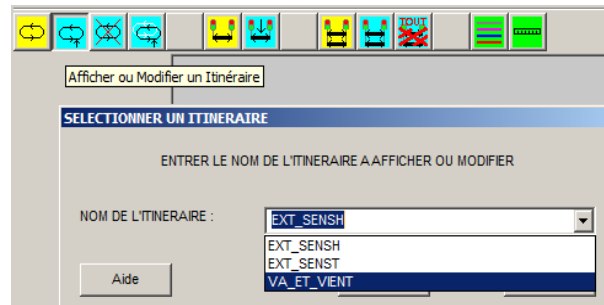 TOUT
Afficher ou Modifier un Itinéraire
SELECTIONNER UN ITINERAIRE
ENTRER LE NOM DE L'ITINERAIRE A AFFICHER OU MODIFIER
NOM DE L'ITINERAIRE :
EXT_SENSH
EXT_SENSH
EXT_SENST
VA_ET_VIENT
Aide